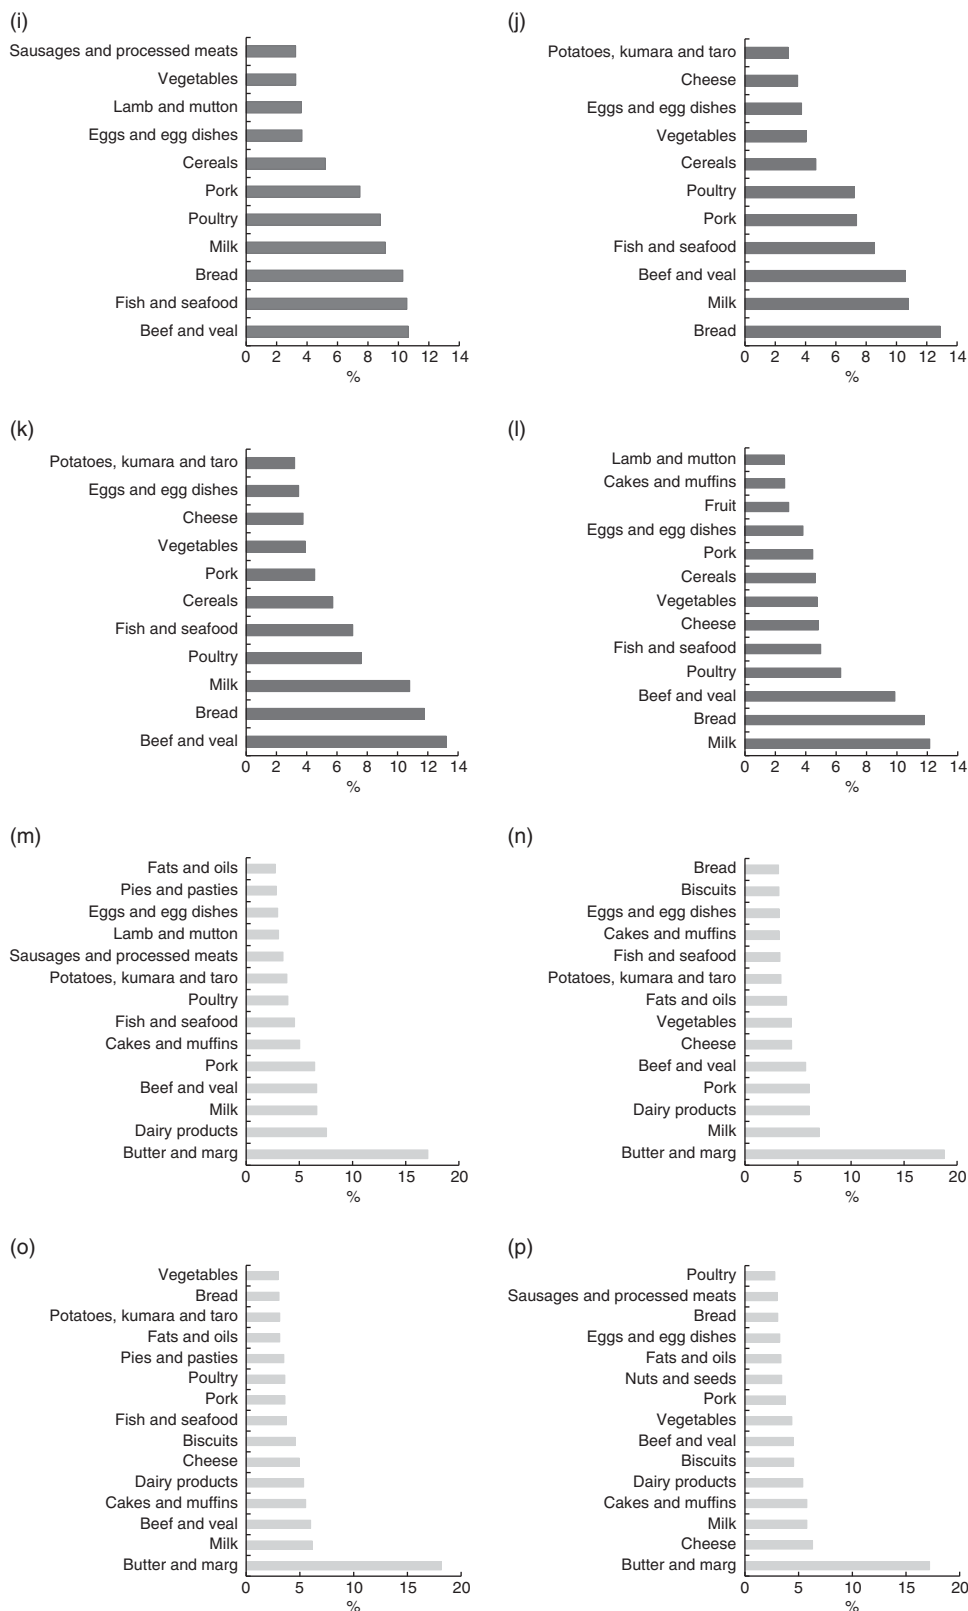 (i)
Sausages and processed meats
Vegetables
Lamb and mutton
Eggs and egg dishes
Cereals
Pork
Poultry
Milk
Bread
Fish and seafood
Beef and veal
0 2 4 6 8 10 12 14
%
(j)
Potatoes, kumara and taro
Cheese
Eggs and egg dishes
Vegetables
Cereals
Poultry
Pork
Fish and seafood
Beef and veal
Milk
Bread
0 2 4 6 8 10 12 14
%
(k)
Potatoes, kumara and taro
Eggs and egg dishes
Cheese
Vegetables
Pork
Cereals
Fish and seafood
Poultry
Milk
Bread
Beef and veal
0 2 4 6 8 10 12 14
%
(l)
Lamb and mutton
Cakes and muffins
Fruit
Eggs and egg dishes
Pork
Cereals
Vegetables
Cheese
Fish and seafood
Poultry
Beef and veal
Bread
Milk
0 2 4 6 8 10 12 14
%
(m)
Fats and oils
Pies and pasties
Eggs and egg dishes
Lamb and mutton
Sausages and processed meats
Potatoes, kumara and taro
Poultry
Fish and seafood
Cakes and muffins
Pork
Beef and veal
Milk
Dairy products
Butter and marg
0 5 10 15 20
%
(n)
Bread
Biscuits
Eggs and egg dishes
Cakes and muffins
Fish and seafood
Potatoes, kumara and taro
Fats and oils
Vegetables
Cheese
Beef and veal
Pork
Dairy products
Milk
Butter and marg
0 5 10 15 20
%
(o)
Vegetables
Bread
Potatoes, kumara and taro
Fats and oils
Pies and pasties
Poultry
Pork
Fish and seafood
Biscuits
Cheese
Dairy products
Cakes and muffins
Beef and veal
Milk
Butter and marg
0 5 10 15 20
%
(p)
Poultry
Sausages and processed meats
Bread
Eggs and egg dishes
Fats and oils
Nuts and seeds
Pork
Vegetables
Beef and veal
Biscuits
Dairy products
Cakes and muffins
Milk
Cheese
Butter and marg
0 5 10 15 20
%